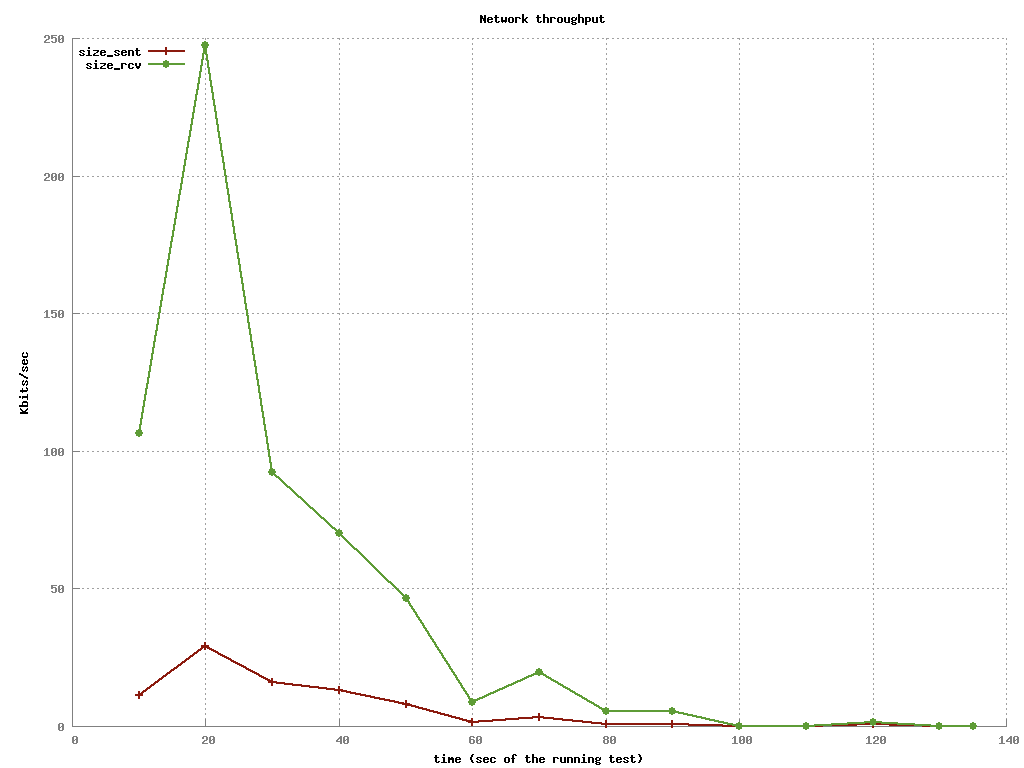 Network throughput
250
size_sent
size_rcv
200
150
Kbits/sec
100
50
0
0 20 40 60 80 100 120 140
time (sec of the running test)